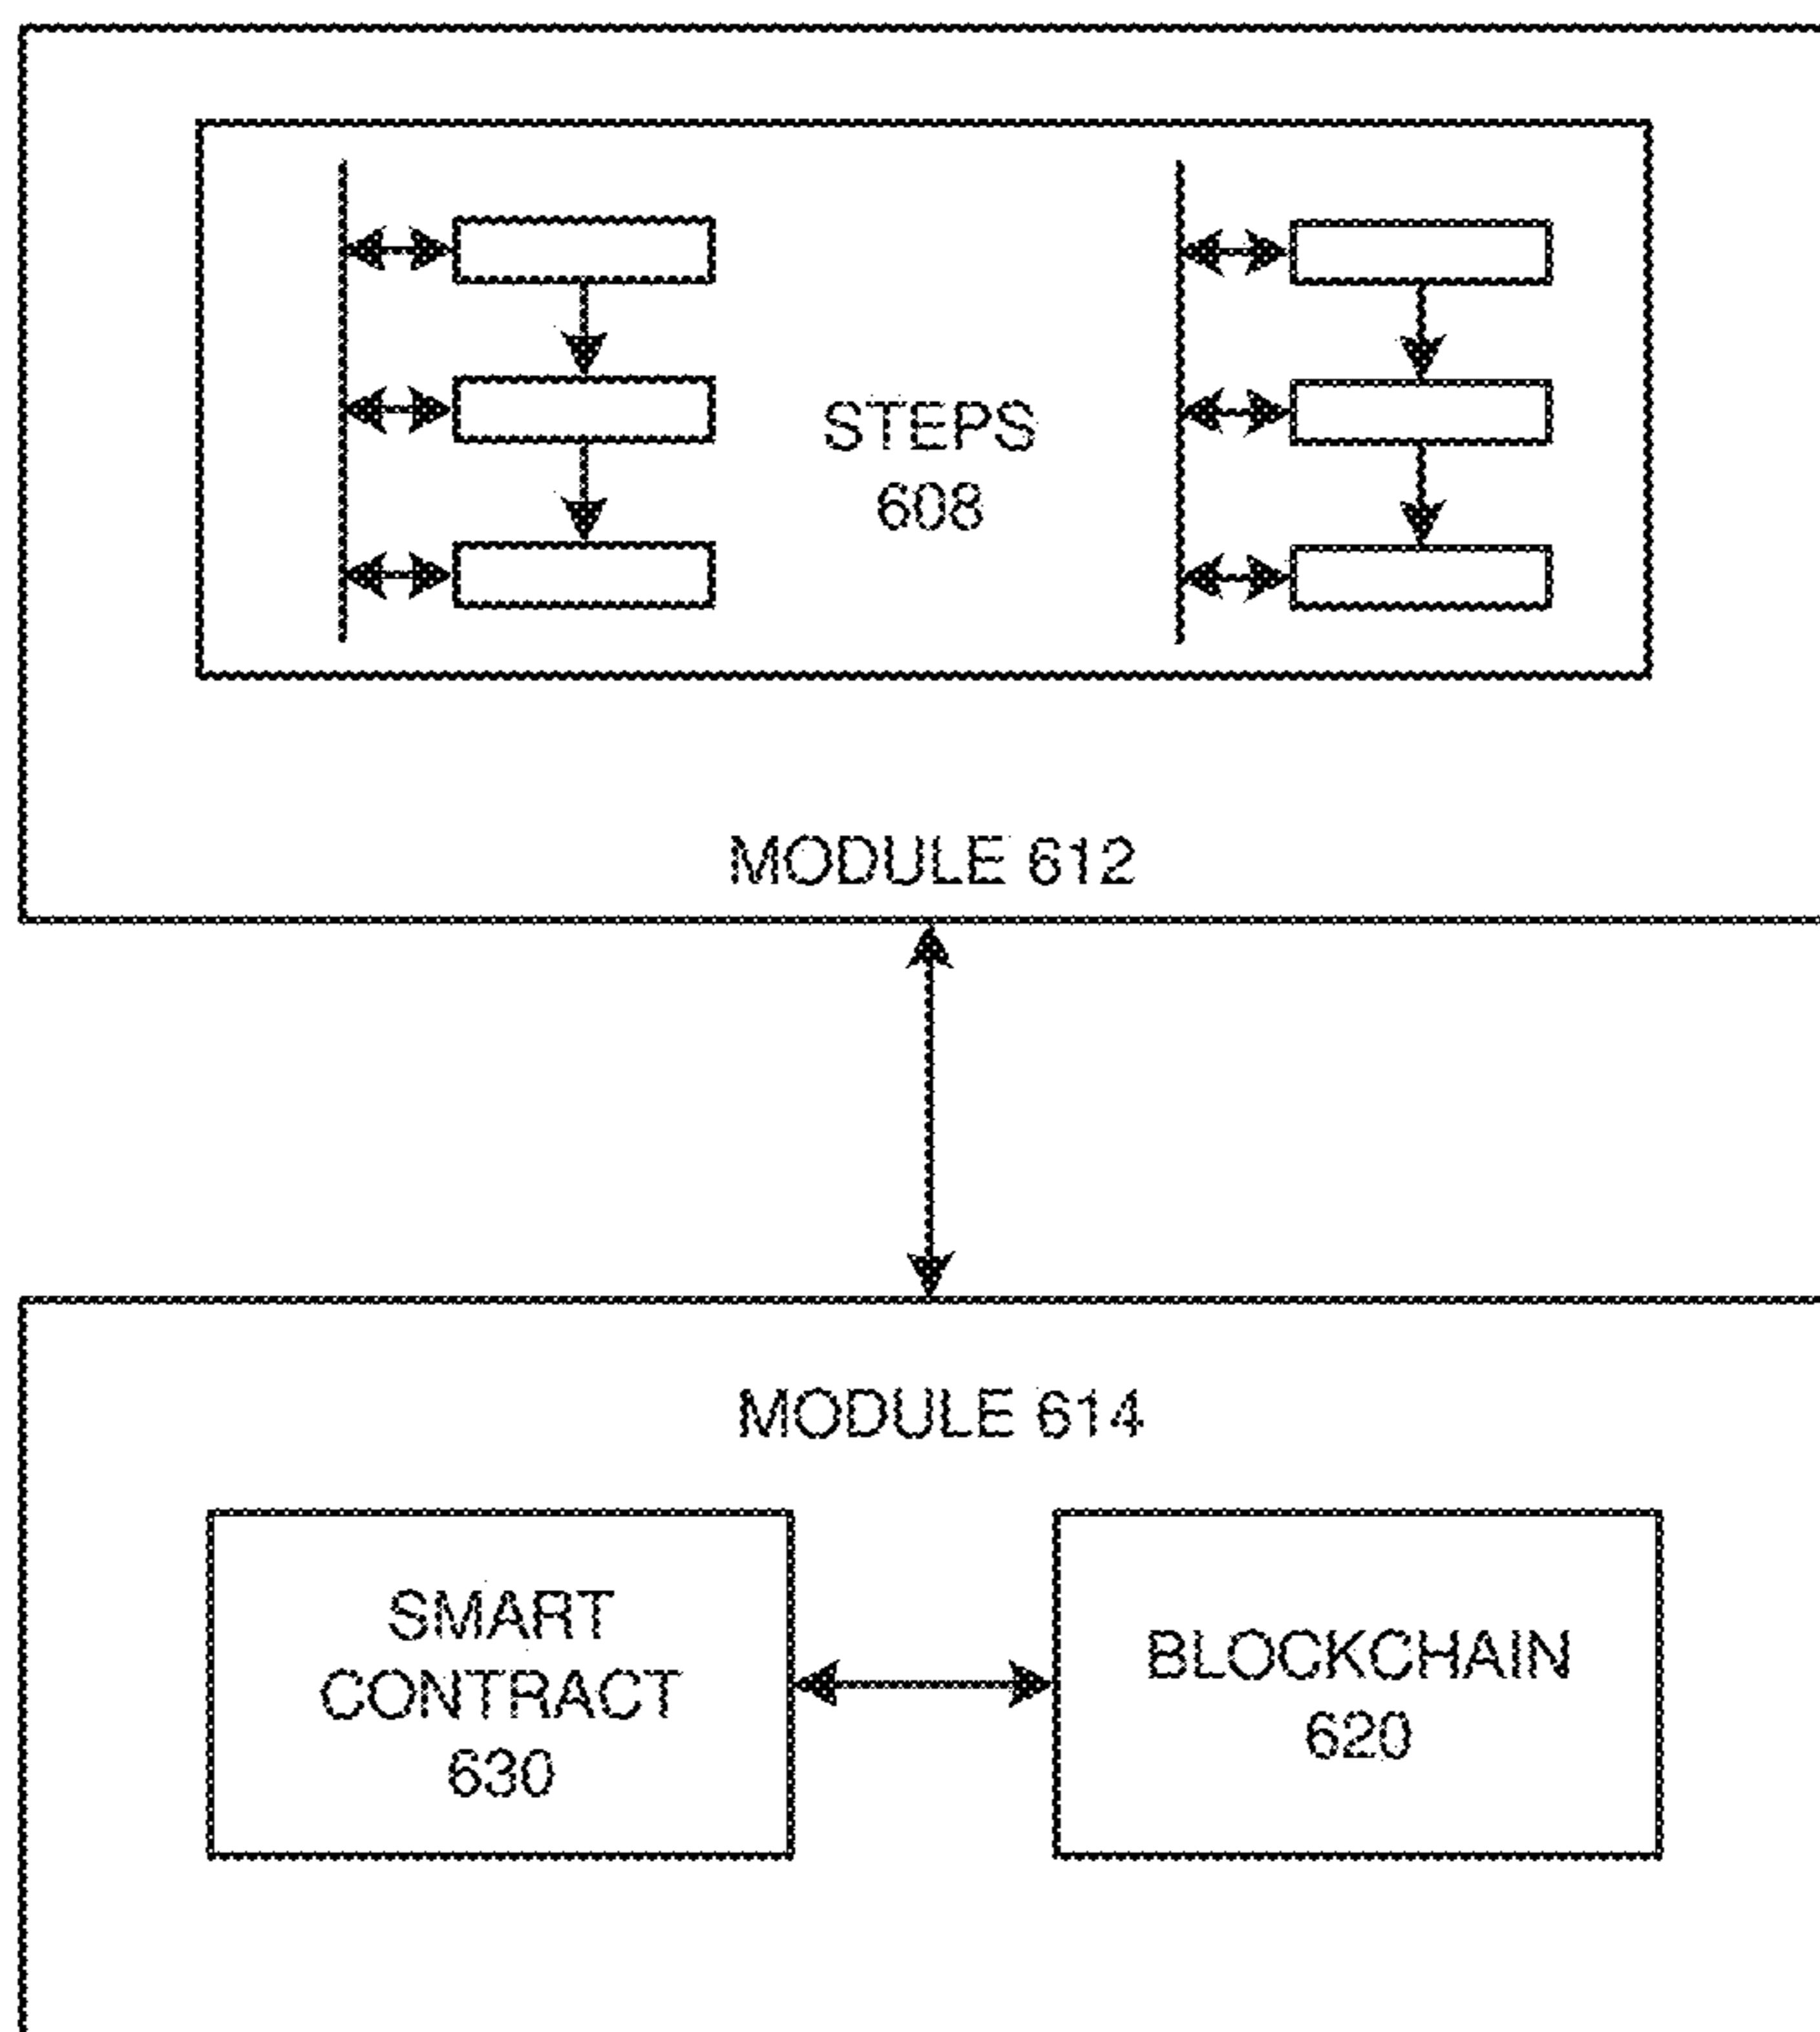 STEPS
608
MODULE 612
MODULE 614
SMART
CONTRACT
630
BLOCKCHAIN
620